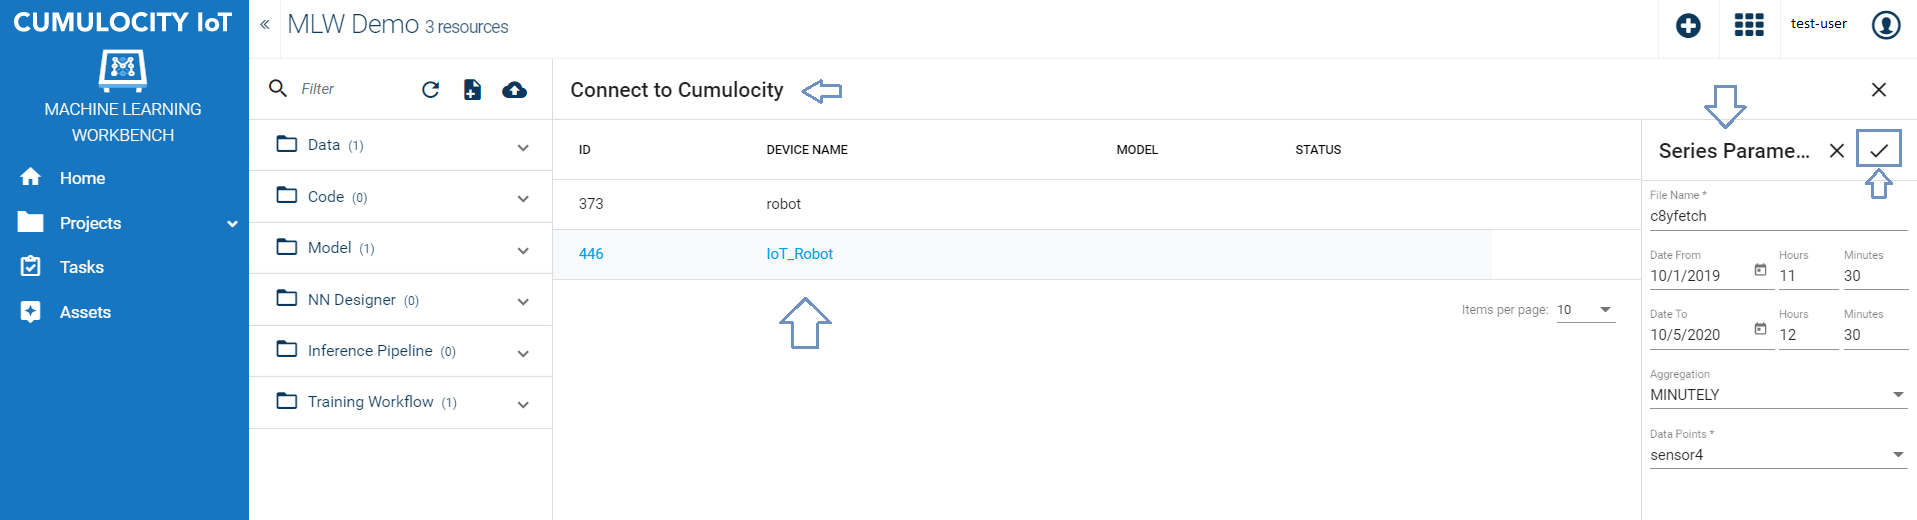 CUMULOCITY IoT
MACHINE LEARNING
WORKBENCH
Home
Projects
Tasks
Assets
MLW Demo 3 resources
test-user
Filter
Data (1)
Code (0)
Model (1)
NN Designer (0)
Inference Pipeline (0)
Training Workflow (1)
Connect to Cumulocity
ID DEVICE NAME MODEL STATUS
373 robot
446 IoT_Robot
Items per page: 10
Series Parame...
File Name *
c8yfetch
Date From Hours Minutes
10/1/2019 11 30
Date To Hours Minutes
10/5/2020 12 30
Aggregation
MINUTELY
Data Points *
sensor4